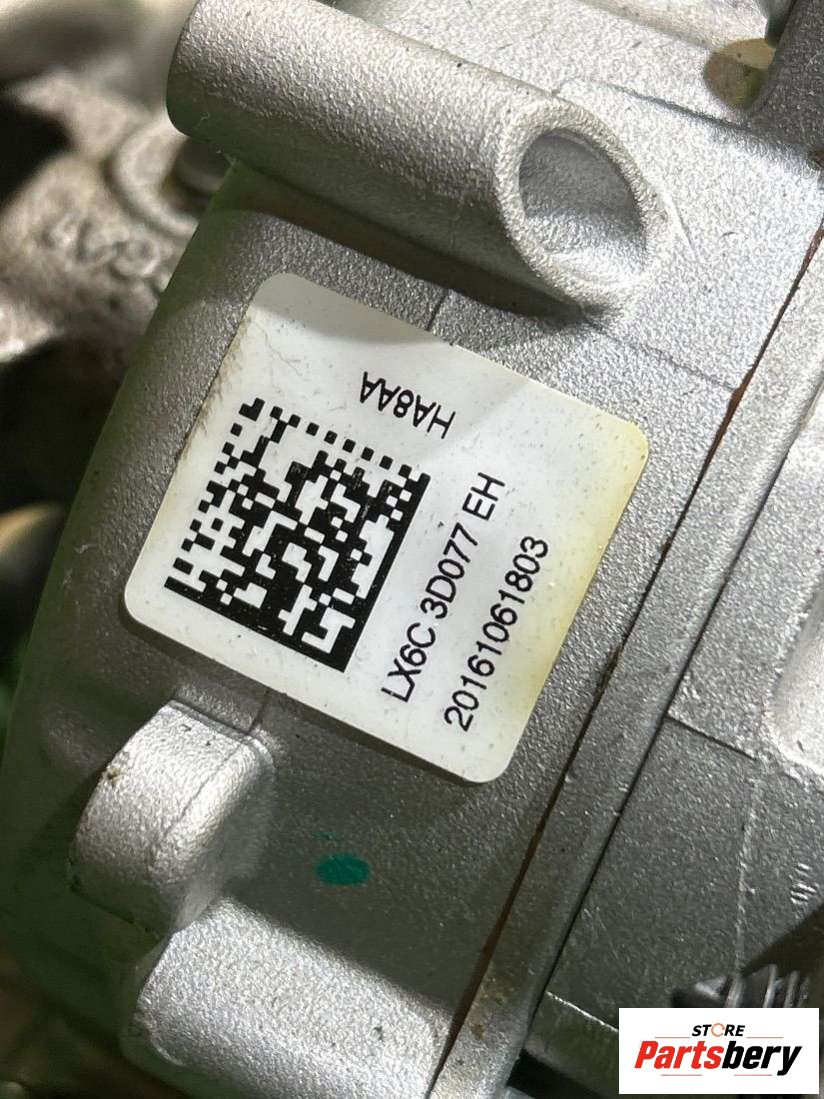 HA8AA
LX6C 3D077 EH
20161061803
STORE
Partsbery